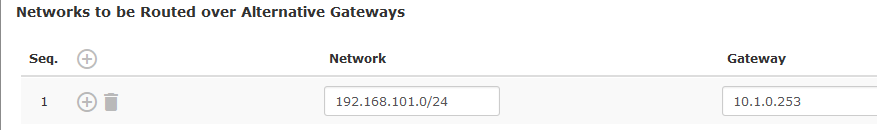 Networks to be Routed over Alternative Gateways
Seq. Network Gateway
1 192.168.101.0/24 10.1.0.253